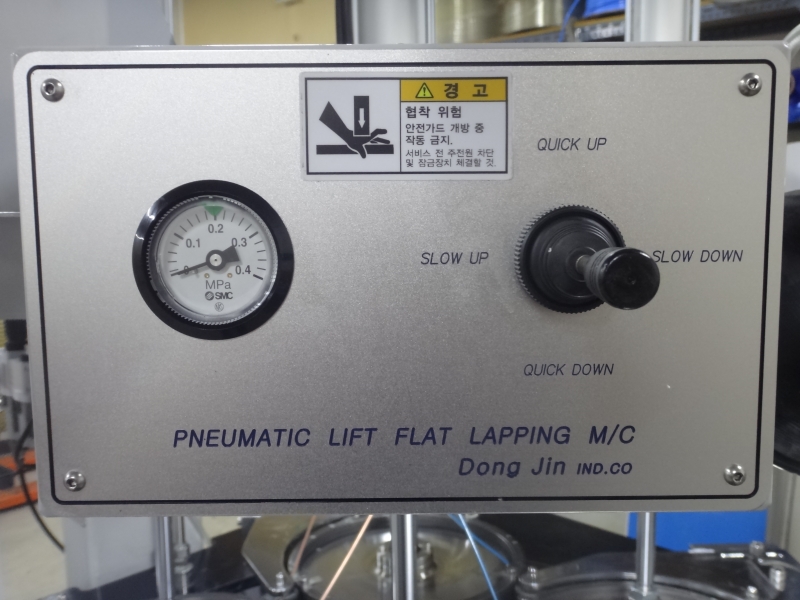 경고
협착 위험
안전가드 개방 중
작동 금지.
서비스 전 주전원 차단
및 잠금장치 체결할 것.
QUICK UP
0.2
0.1 0.3
0 0.4
MPa
SMC
SLOW UP SLOW DOWN
QUICK DOWN
PNEUMATIC LIFT FLAT LAPPING M/C
Dong Jin IND.CO